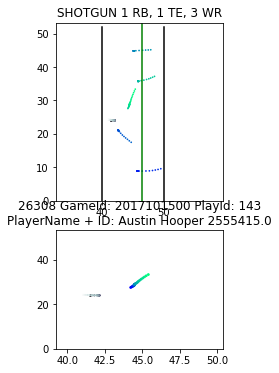 SHOTGUN 1 RB, 1 TE, 3 WR
50
40
30
20
10
0
40 50
26308 GameId: 2017101500 PlayId: 143
PlayerName + ID: Austin Hooper 2555415.0
40
20
0
40.0 42.5 45.0 47.5 50.0